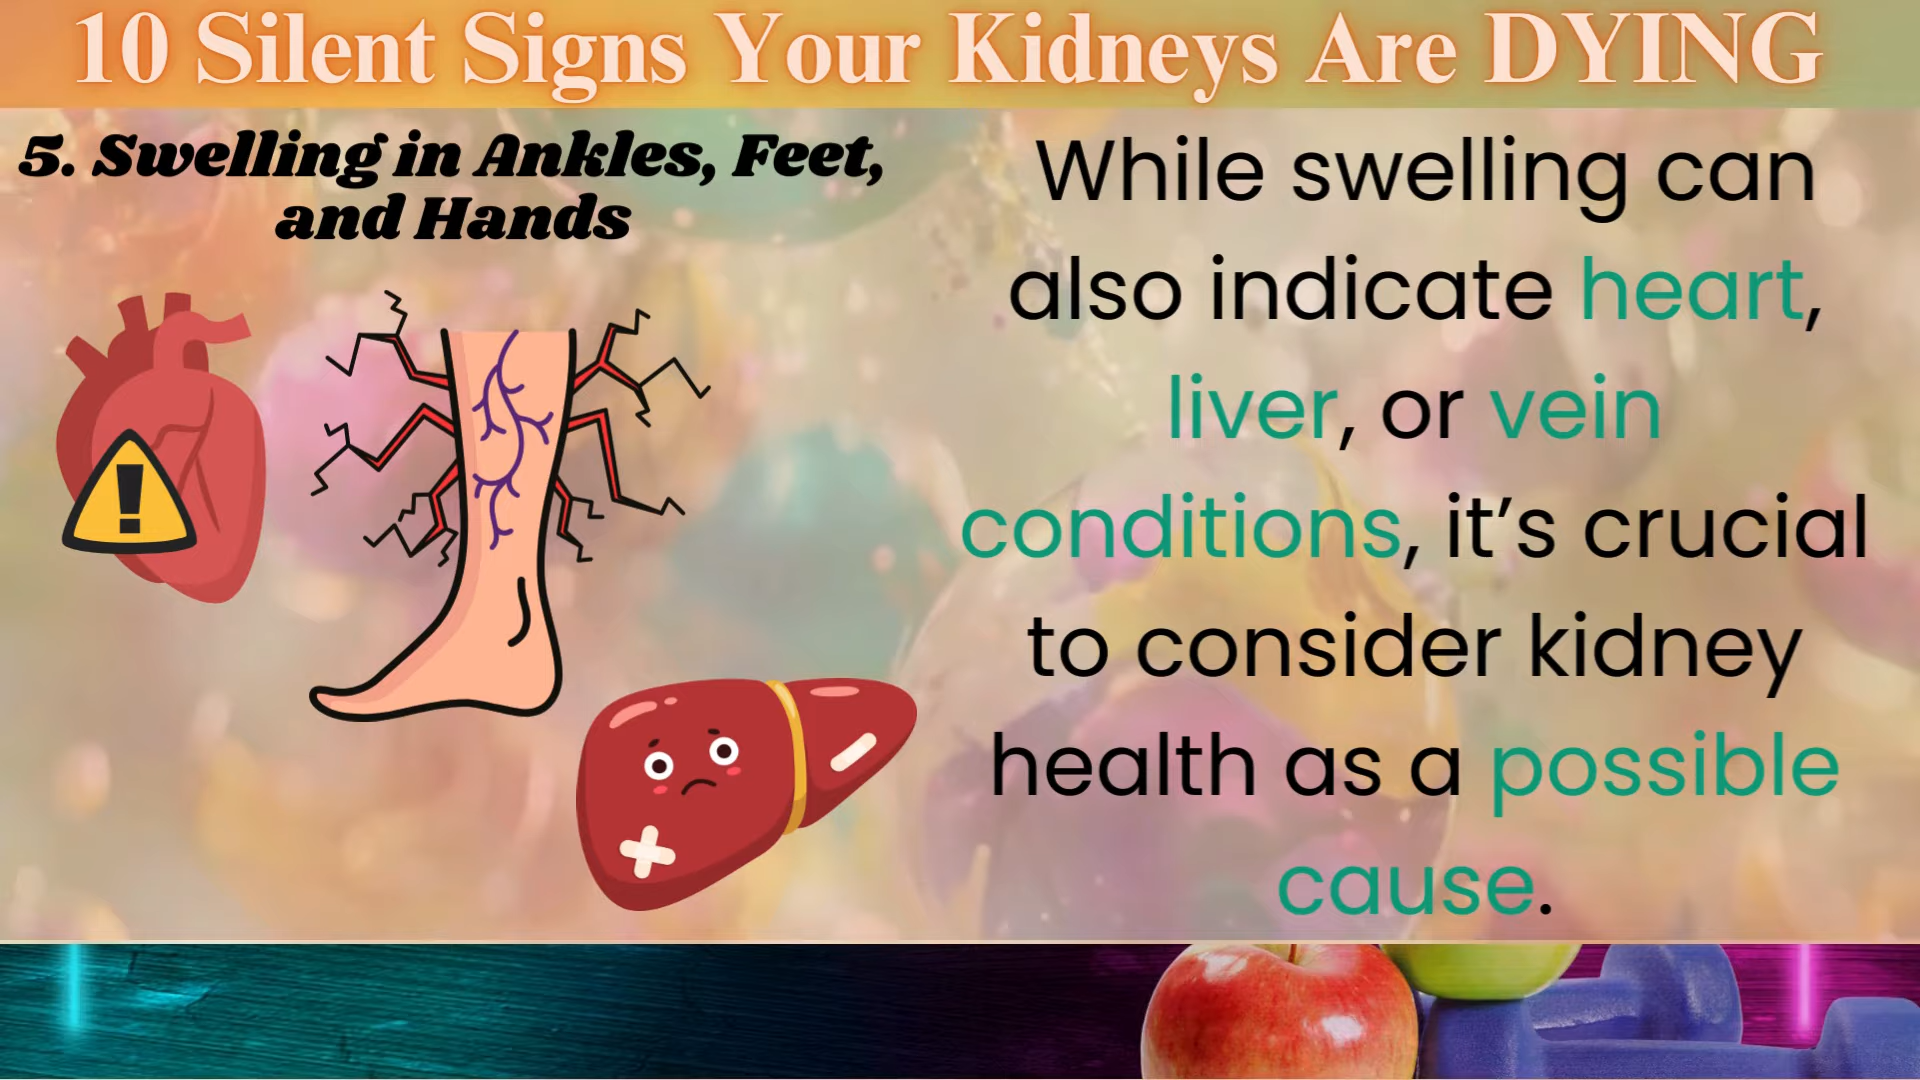 10 Silent Signs Your Kidneys Are DYING
5. Swelling in Ankles, Feet,
and Hands
While swelling can
also indicate heart,
liver, or vein
conditions, it’s crucial
to consider kidney
health as a possible
cause.